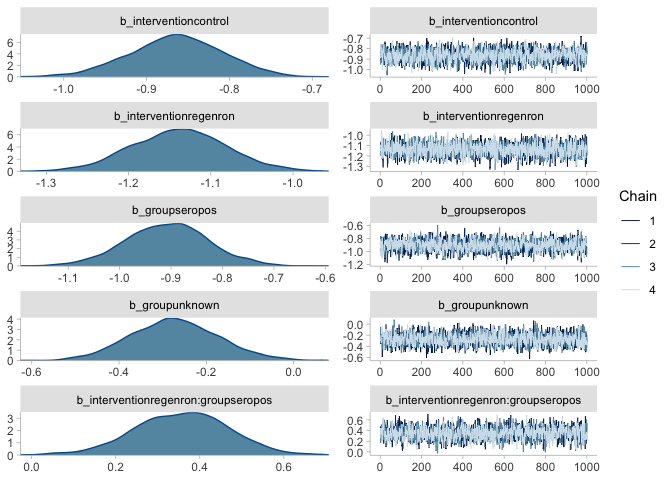 b_interventioncontrol
6
4
2
0
-1.0 -0.9 -0.8 -0.7
b_interventionregenron
6
4
2
0
-1.3 -1.2 -1.1 -1.0
b_groupseropos
4
3
2
1
0
-1.1 -1.0 -0.9 -0.8 -0.7 -0.6
b_groupunknown
4
3
2
1
0
-0.6 -0.4 -0.2 0.0
b_interventionregenron:groupseropos
3
2
1
0
0.0 0.2 0.4 0.6
b_interventioncontrol
-0.7
-0.8
-0.9
-1.0
0 200 400 600 800 1000
b_interventionregenron
-1.0
-1.1
-1.2
-1.3
0 200 400 600 800 1000
b_groupseropos
-0.6
-0.8
-1.0
-1.2
0 200 400 600 800 1000
b_groupunknown
0.0
-0.2
-0.4
-0.6
0 200 400 600 800 1000
b_interventionregenron:groupseropos
0.6
0.4
0.2
0.0
0 200 400 600 800 1000
Chain
1
2
3
4